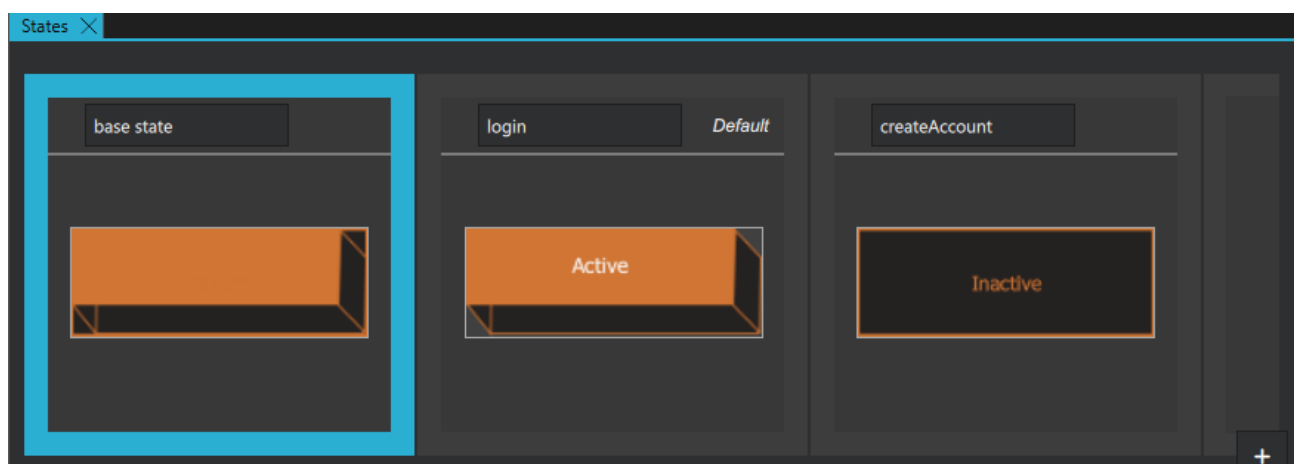 States
base state
login
Default
createAccount
Active
Inactive
+